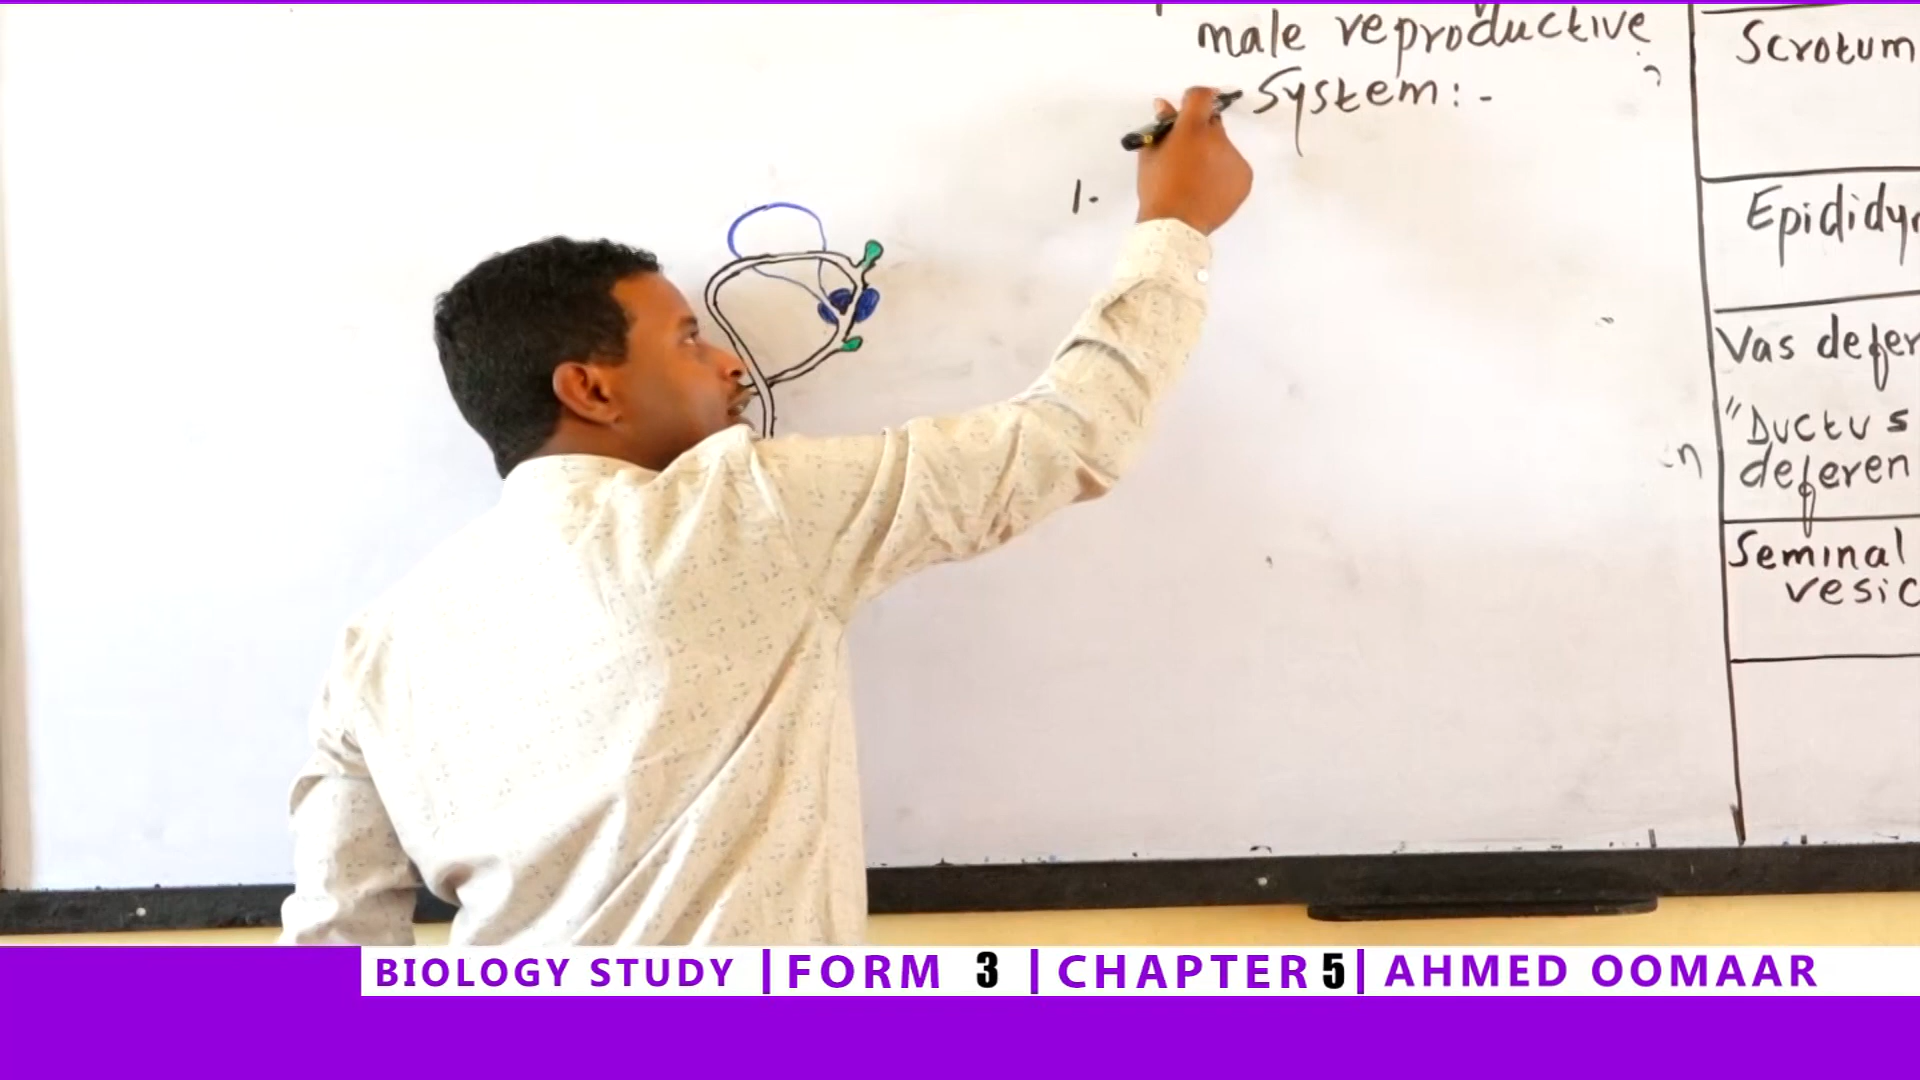 male reproductive
System:-
1.
Scrotum
Epididy
Vas defer
"Ductus
deferen
Seminal
vesic
BIOLOGY STUDY | FORM 3 | CHAPTER 5 | AHMED OOMAAR